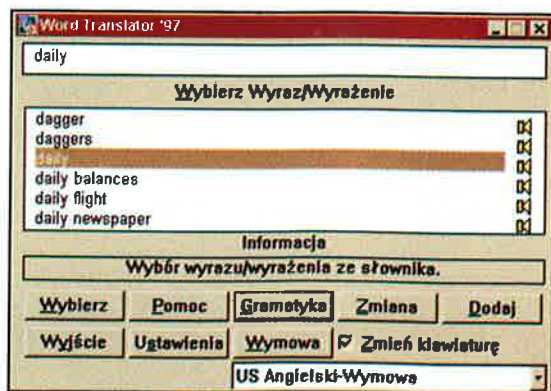 Word Translator '97
daily
Wybierz Wyraz/Wyrażenie
dagger
daggers
daily
daily balances
daily flight
daily newspaper
Informacja
Wybór wyrazu/wyrażenia ze słownika.
Wybierz Pomoc Gramatyka Zmiana Dodaj
Wyjście Ustawienia Wymowa Zmień klawiaturę
US Angielski-Wymowa